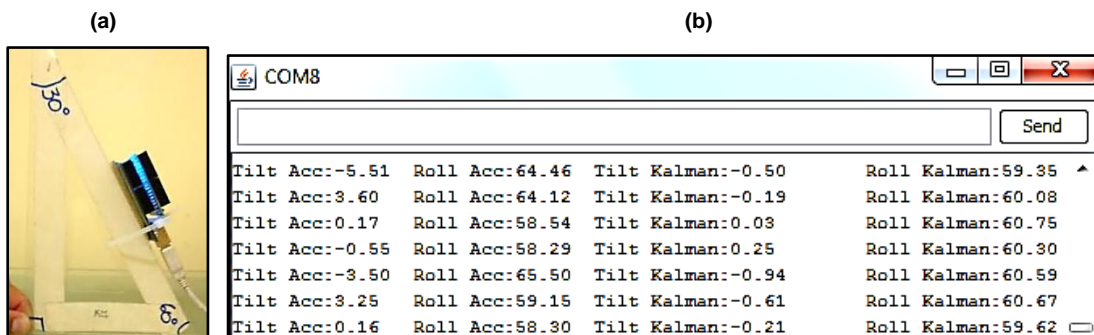 (a)
(b)
30°
60°
COM8
Send
Tilt Acc:-5.51 Roll Acc:64.46 Tilt Kalman:-0.50 Roll Kalman:59.35
Tilt Acc:3.60 Roll Acc:64.12 Tilt Kalman:-0.19 Roll Kalman:60.08
Tilt Acc:0.17 Roll Acc:58.54 Tilt Kalman:0.03 Roll Kalman:60.75
Tilt Acc:-0.55 Roll Acc:58.29 Tilt Kalman:0.25 Roll Kalman:60.30
Tilt Acc:-3.50 Roll Acc:65.50 Tilt Kalman:-0.94 Roll Kalman:60.59
Tilt Acc:3.25 Roll Acc:59.15 Tilt Kalman:-0.61 Roll Kalman:60.67
Tilt Acc:0.16 Roll Acc:58.30 Tilt Kalman:-0.21 Roll Kalman:59.62